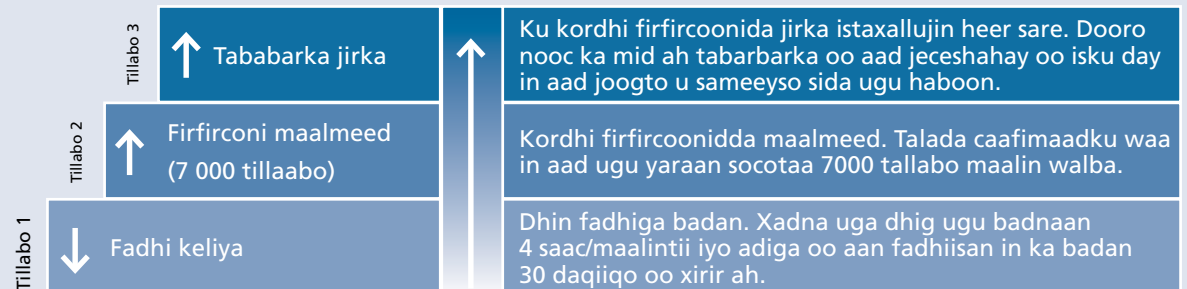 Tillabo 3
Tababarka jirka
Ku kordhi firfircoonida jirka istaxallujin heer sare. Dooro
nooc ka mid ah tabarbarka oo aad jeceshahay oo isku day
in aad joogto u sameeyso sida ugu haboon.
Tillabo 2
Firfirconi maalmeed
(7 000 tillaabo)
Kordhi firfircoonidda maalmeed. Talada caafimaadku waa
in aad ugu yaraan socotaa 7000 tallabo maalin walba.
Tillabo 1
Fadhi keliya
Dhin fadhiga badan. Xadna uga dhig ugu badnaan
4 saac/maalintii iyo adiga oo aan fadhiisan in ka badan
30 daqiiqo oo xirir ah.